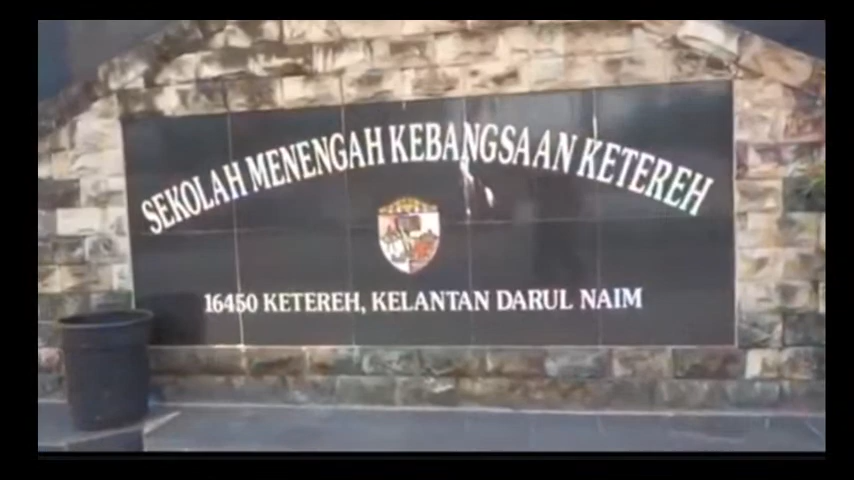 SEKOLAH MENENGAH KEBANGSAAN KETEREH
16450 KETEREH, KELANTAN DARUL NAIM